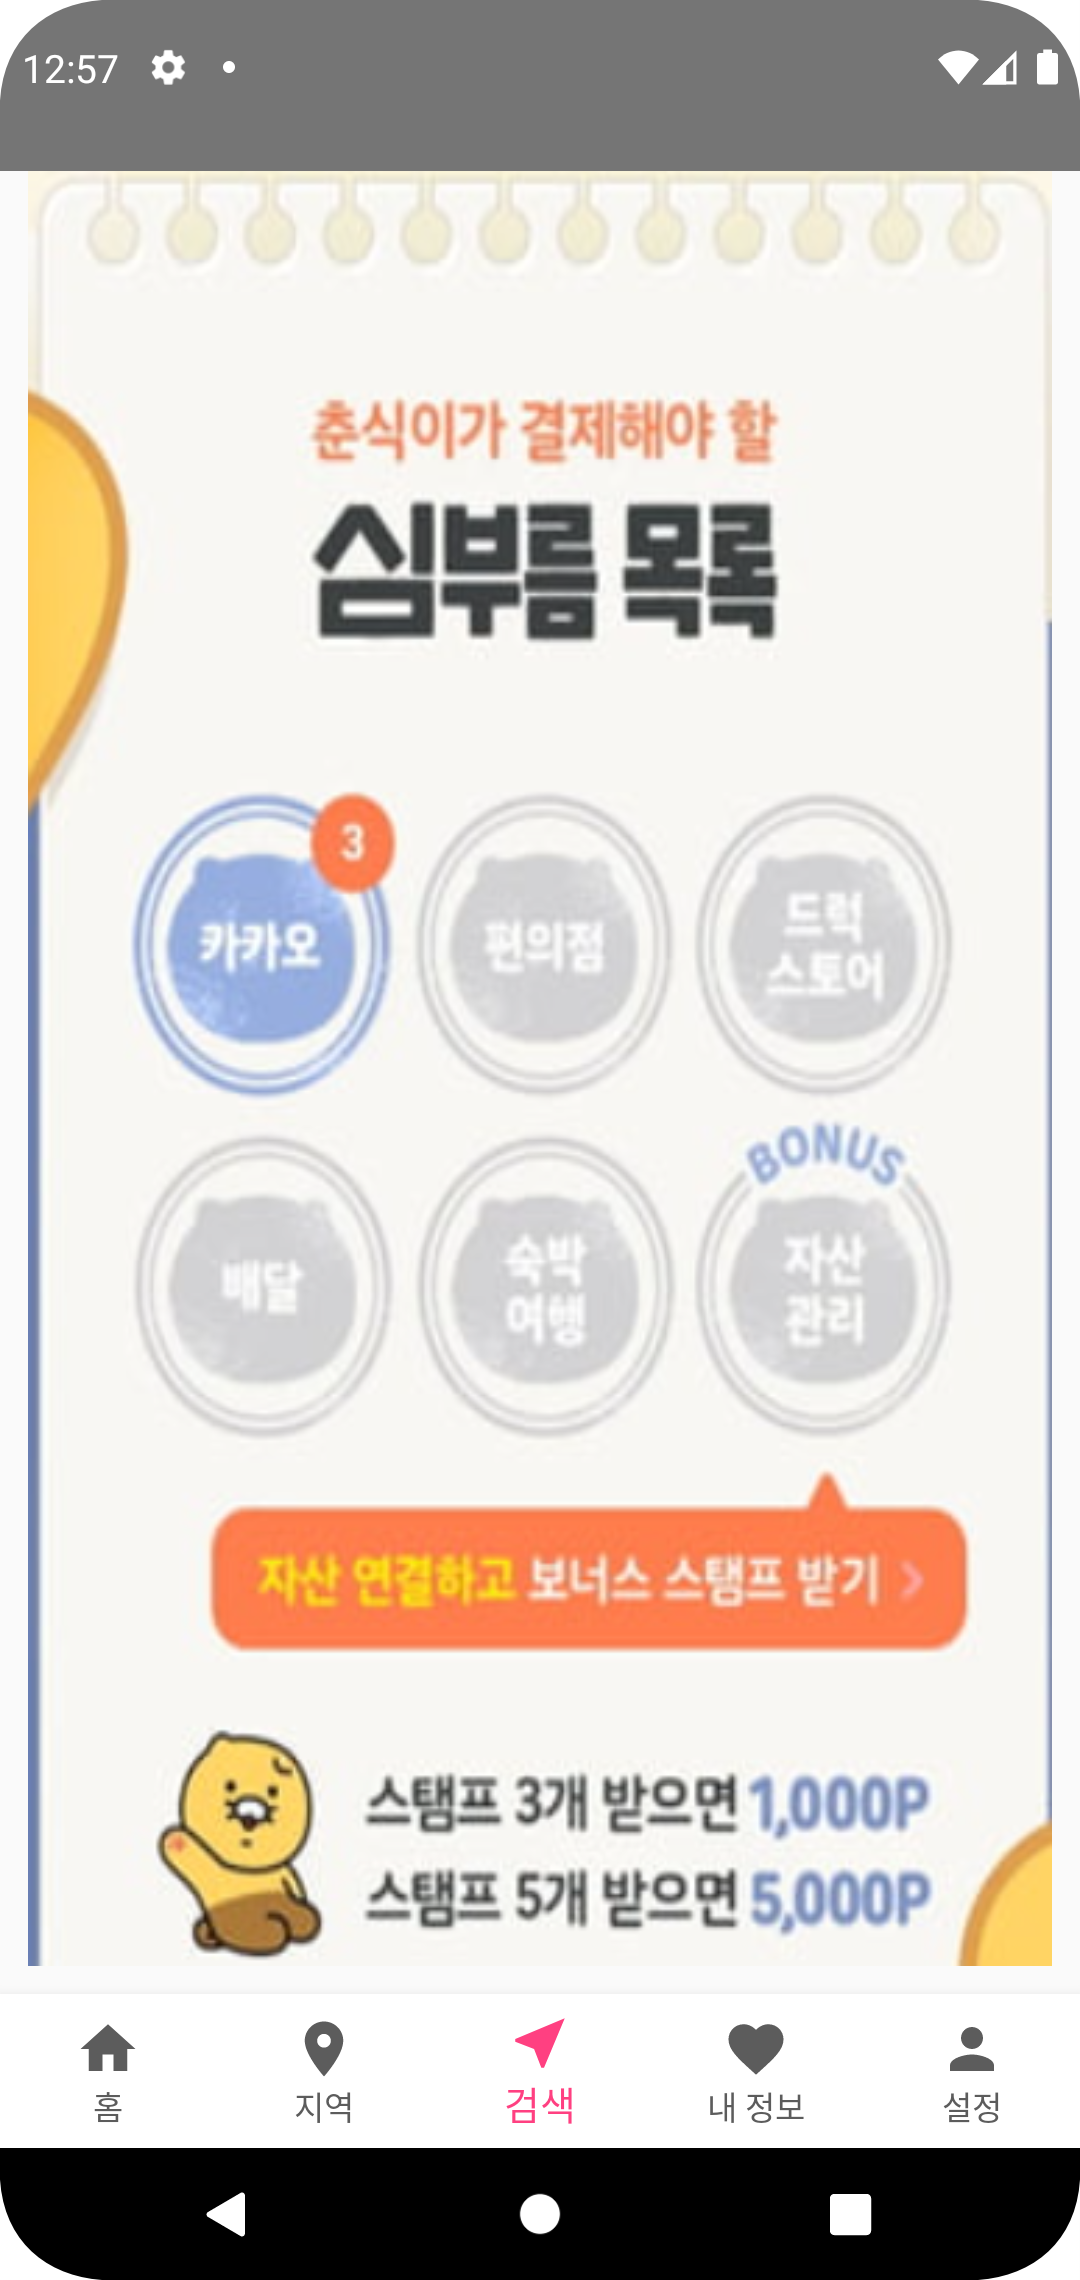 12:57
춘식이가 결제해야 할
심부름 목록
3
카카오
편의점
드럭
스토어
배달
숙박
여행
BONUS
자산
관리
자산 연결하고 보너스 스탬프 받기
스탬프 3개 받으면 1,000P
스탬프 5개 받으면 5,000P
홈
지역
검색
내 정보
설정